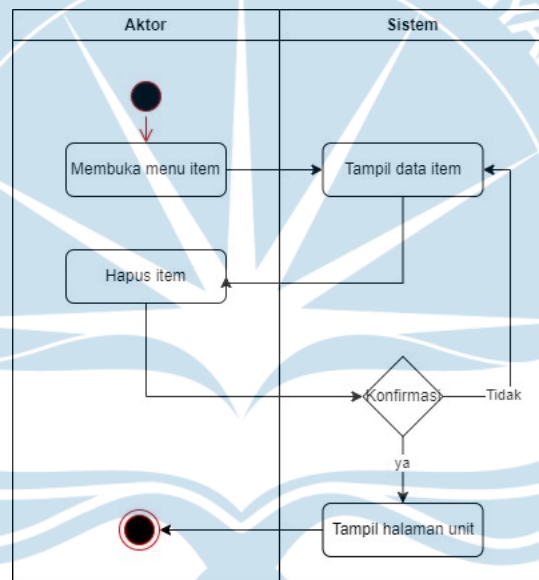 Aktor
Sistem
Membuka menu item
Tampil data item
Hapus item
Konfirmasi
Tidak
ya
Tampil halaman unit